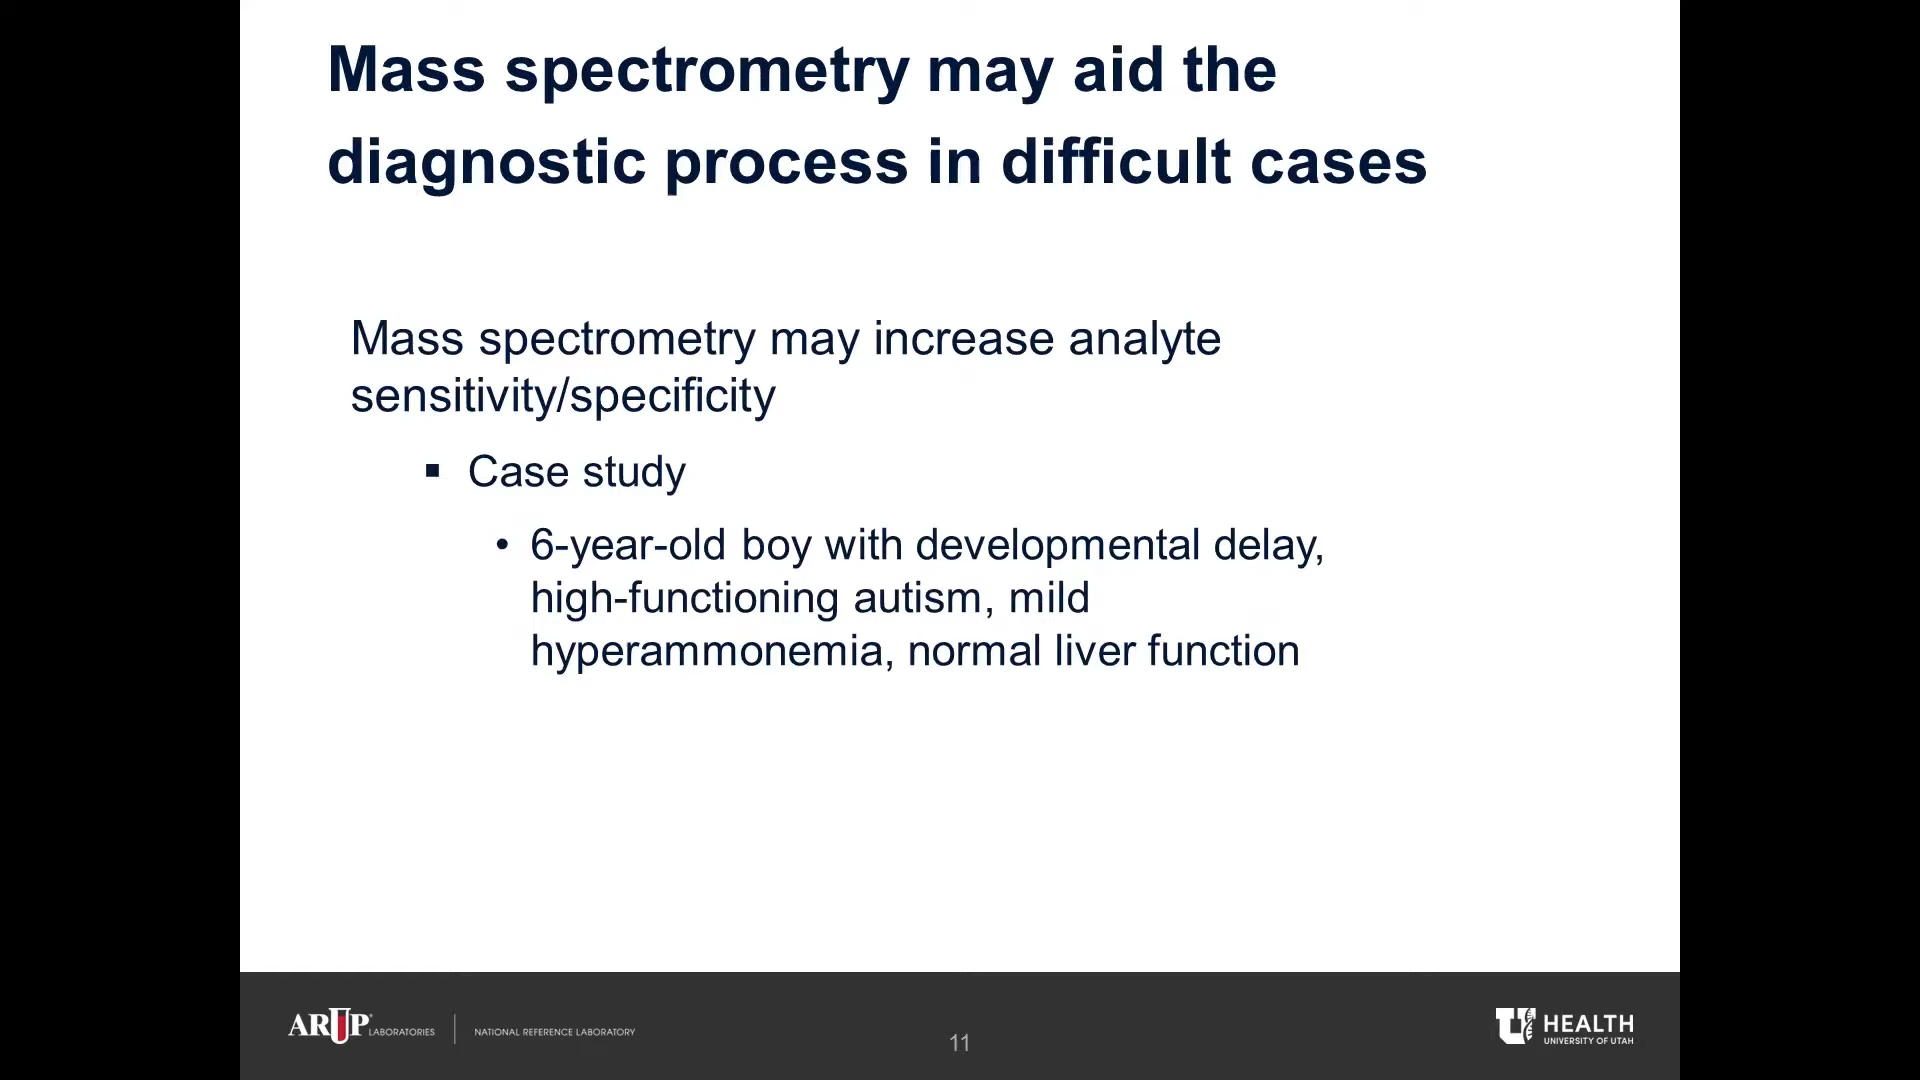 Mass spectrometry may aid the
diagnostic process in difficult cases
Mass spectrometry may increase analyte
sensitivity/specificity
▪ Case study
• 6-year-old boy with developmental delay,
high-functioning autism, mild
hyperammonemia, normal liver function
ARUP LABORATORIES | NATIONAL REFERENCE LABORATORY
11
U HEALTH
UNIVERSITY OF UTAH